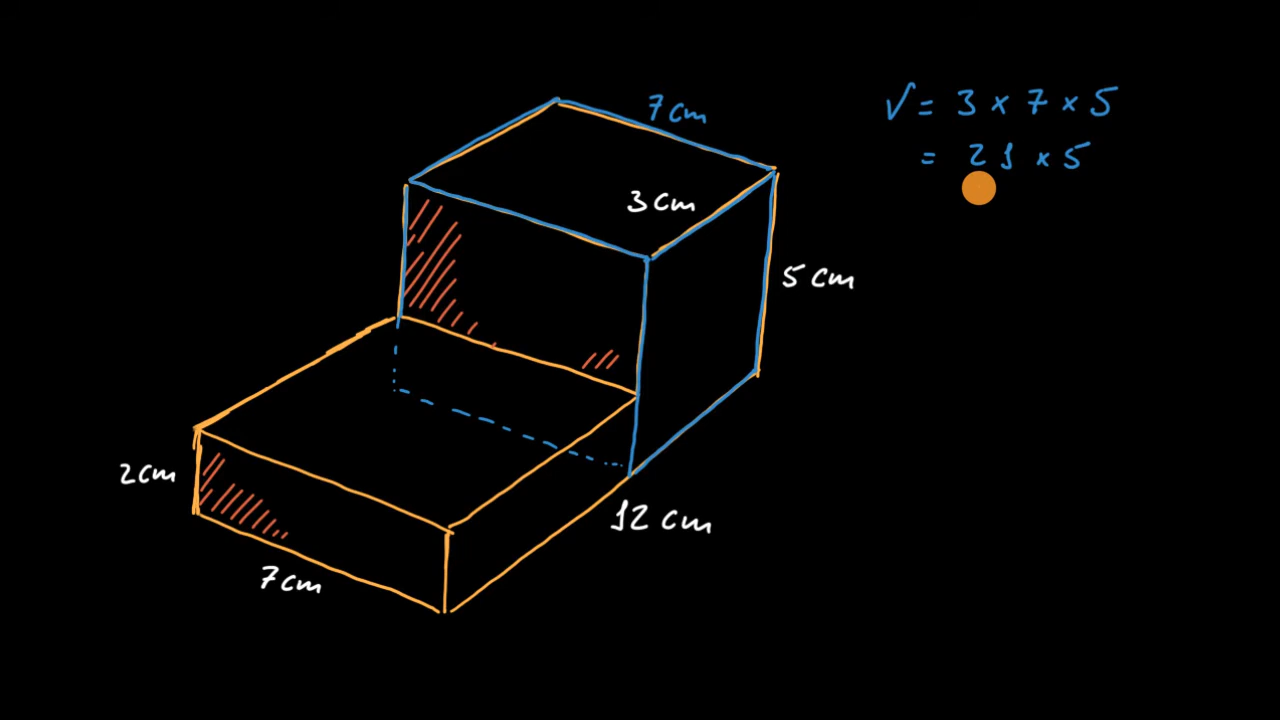 7cm
V = 3 × 7 × 5
= 21 × 5
3cm
5cm
2cm
12 cm
7cm